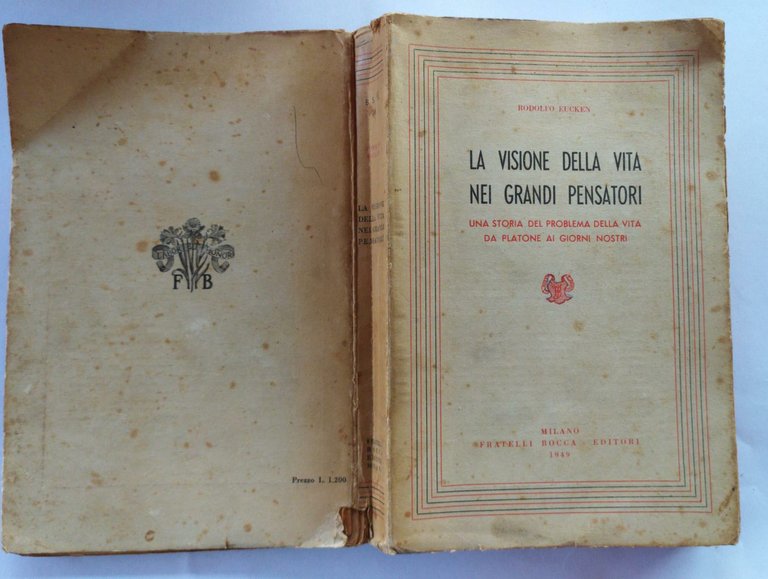 RODOLFO EUCKEN
LA VISIONE DELLA VITA
NEI GRANDI PENSATORI
UNA STORIA DEL PROBLEMA DELLA VITA
DA PLATONE AI GIORNI NOSTRI
MILANO
FRATELLI BOCCA - EDITORI
1949
LA VISIONE
DELLA VITA
NEI GRANDI
PENSATORI
F B
Prezzo L. 1.200